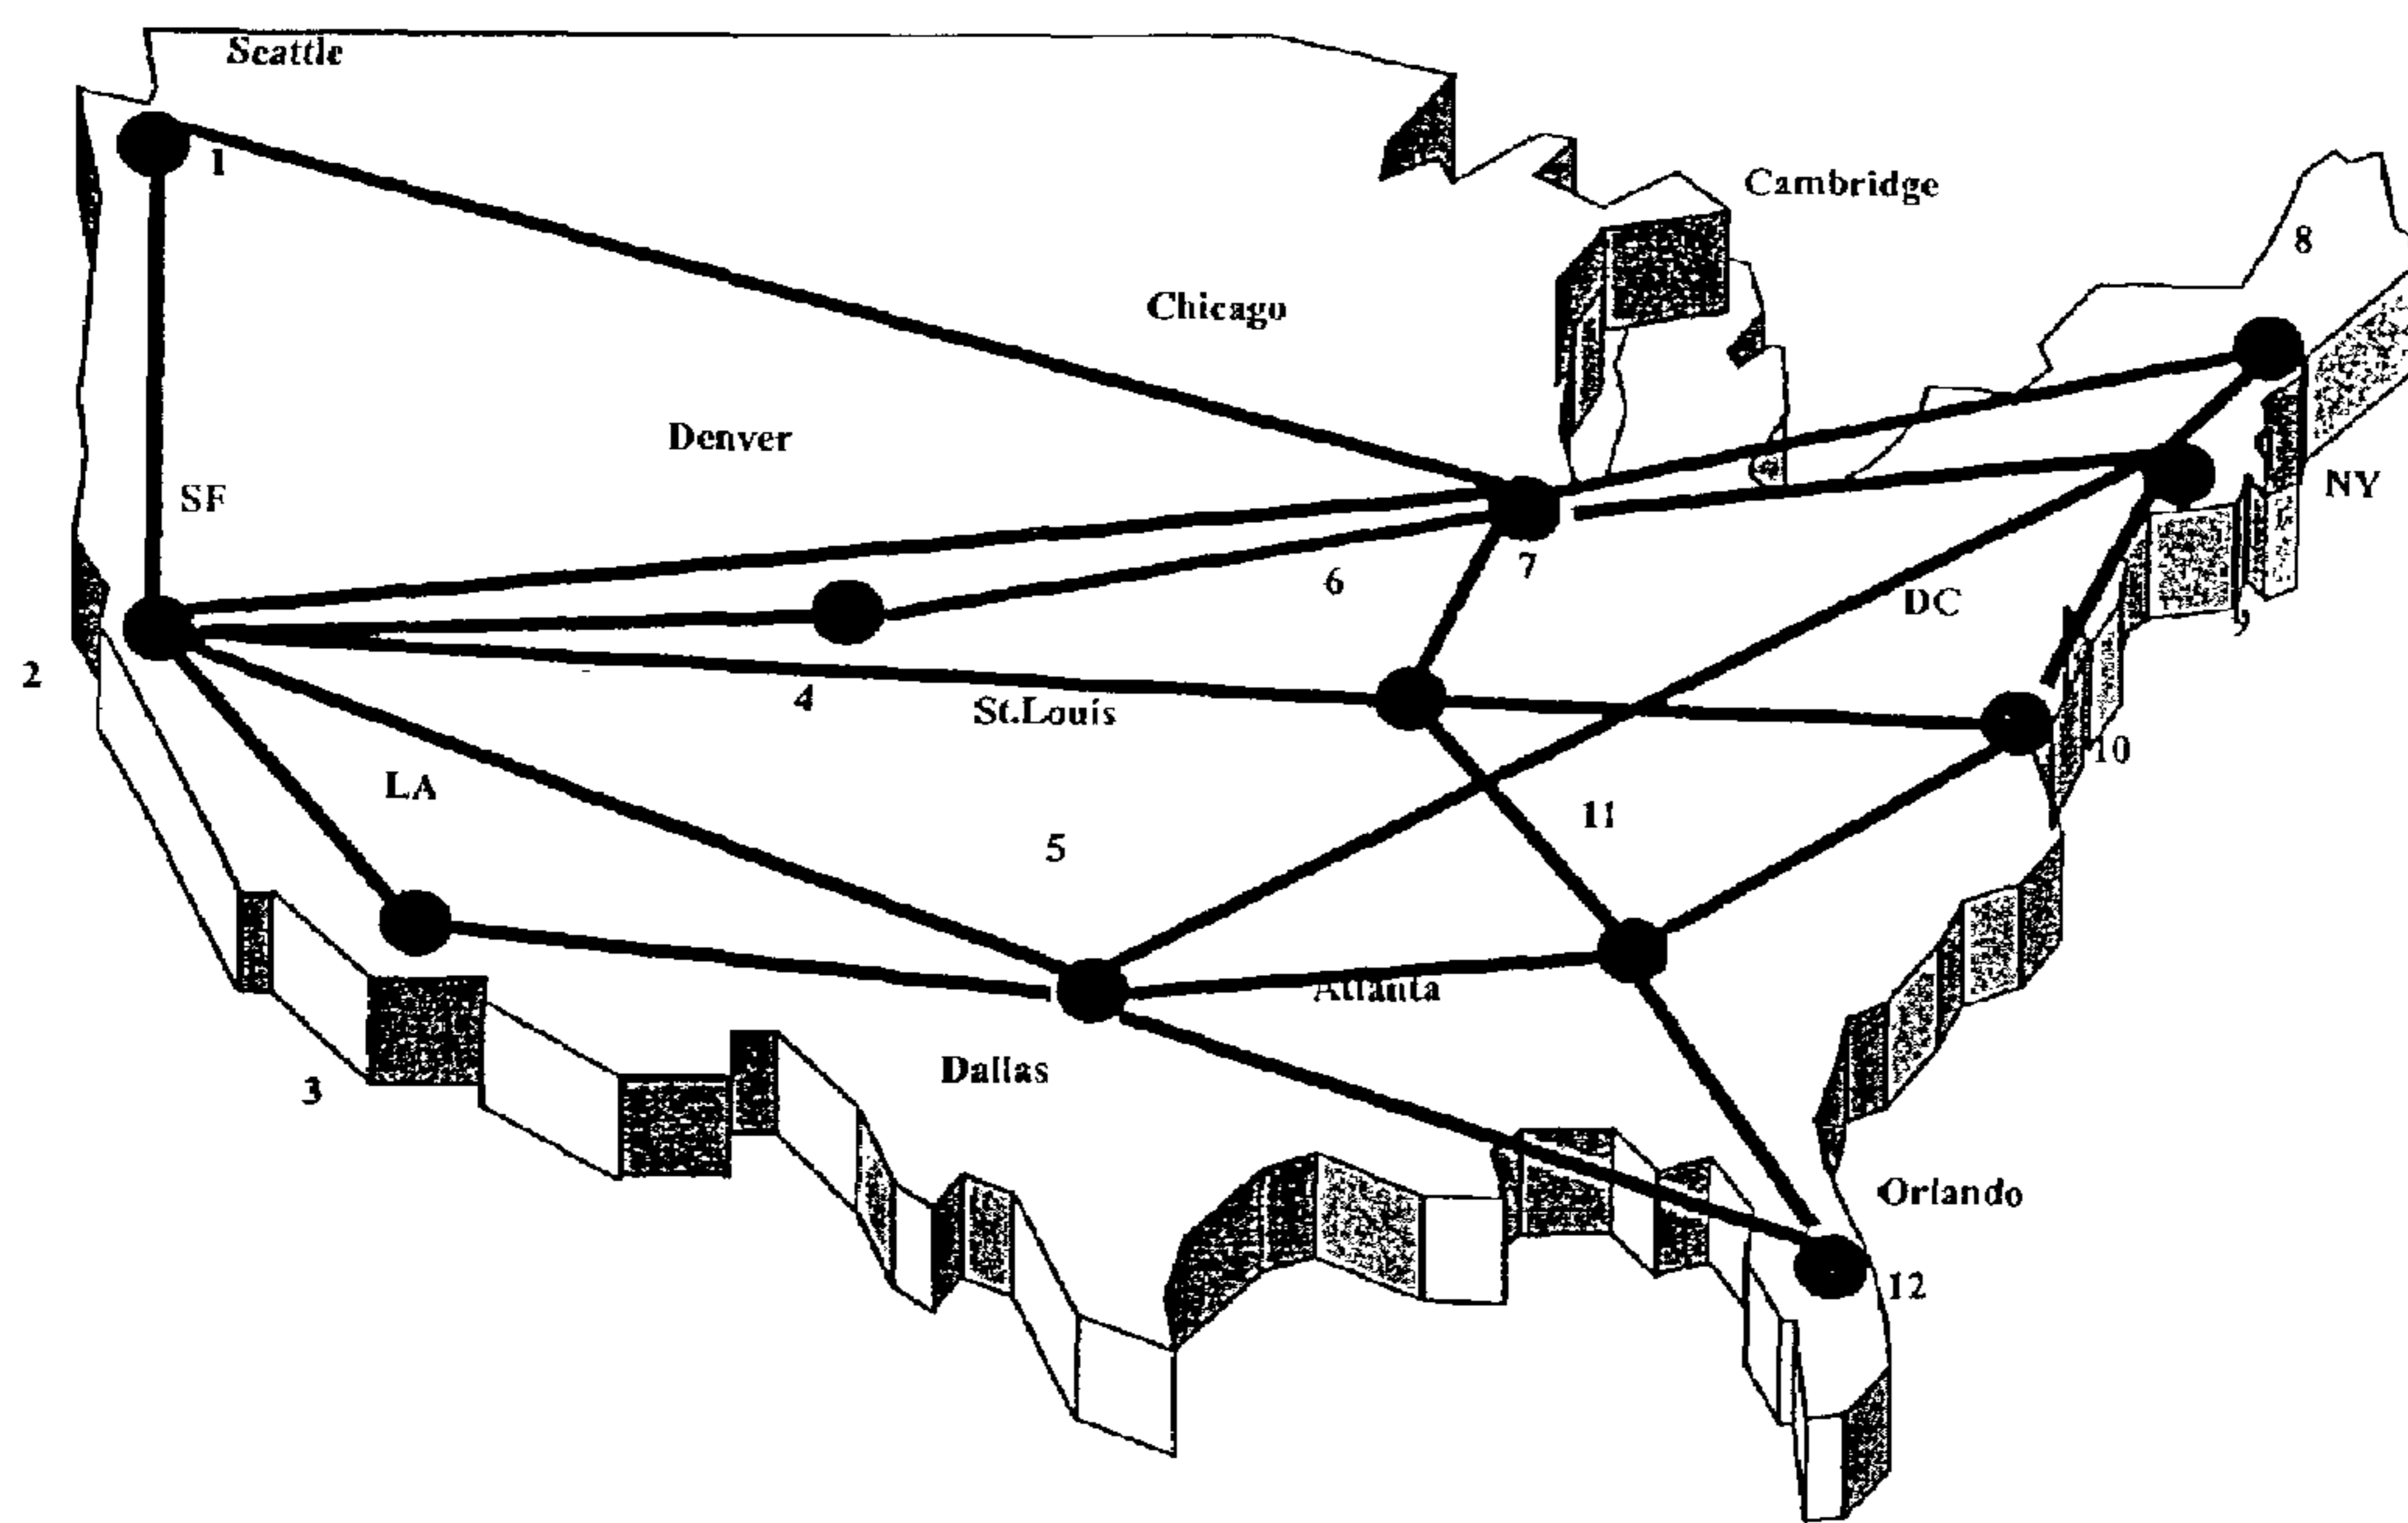 Seattle
1
Cambridge
8
Chicago
Denver
SF
NY
6
7
DC
9
2
4
St.Louis
10
LA
11
5
Atlanta
Dallas
3
Orlando
12